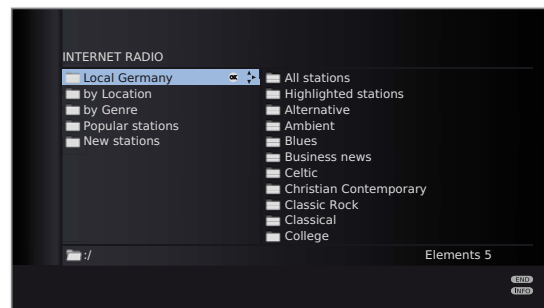 INTERNET RADIO
Local Germany OK
by Location
by Genre
Popular stations
New stations
All stations
Highlighted stations
Alternative
Ambient
Blues
Business news
Celtic
Christian Contemporary
Classic Rock
Classical
College
:/
Elements 5
END
INFO